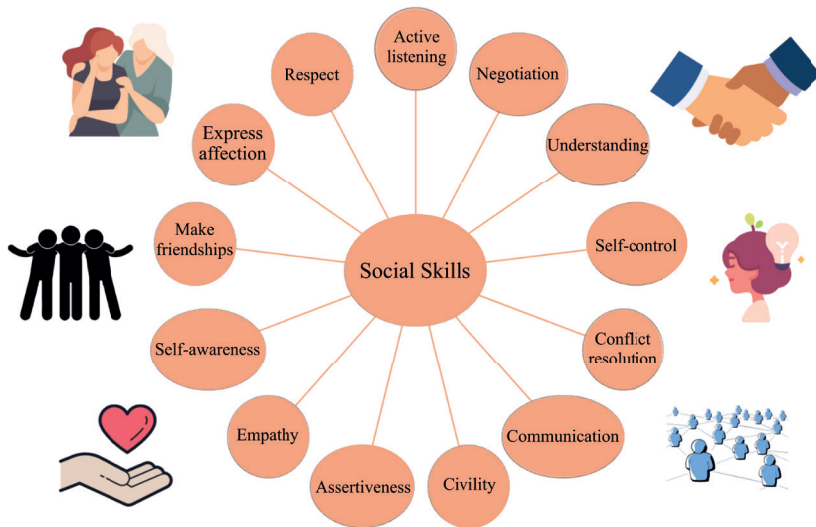 Active
listening
Negotiation
Understanding
Self-control
Conflict
resolution
Communication
Civility
Assertiveness
Empathy
Self-awareness
Make
friendships
Express
affection
Respect
Social Skills